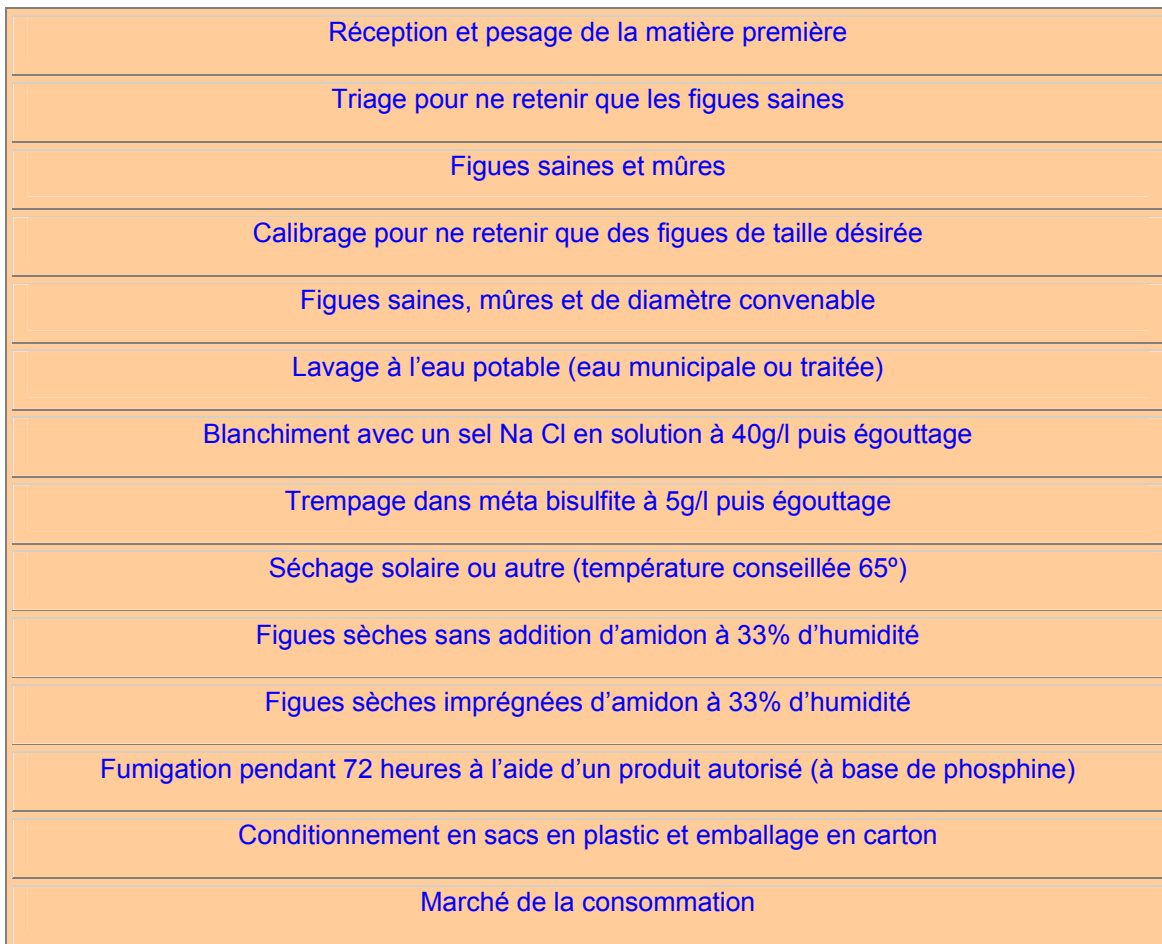 Réception et pesage de la matière première
Triage pour ne retenir que les figues saines
Figues saines et mûres
Calibrage pour ne retenir que des figues de taille désirée
Figues saines, mûres et de diamètre convenable
Lavage à l’eau potable (eau municipale ou traitée)
Blanchiment avec un sel Na Cl en solution à 40g/l puis égouttage
Trempage dans méta bisulfite à 5g/l puis égouttage
Séchage solaire ou autre (température conseillée 65º)
Figues sèches sans addition d’amidon à 33% d’humidité
Figues sèches imprégnées d’amidon à 33% d’humidité
Fumigation pendant 72 heures à l’aide d’un produit autorisé (à base de phosphine)
Conditionnement en sacs en plastic et emballage en carton
Marché de la consommation